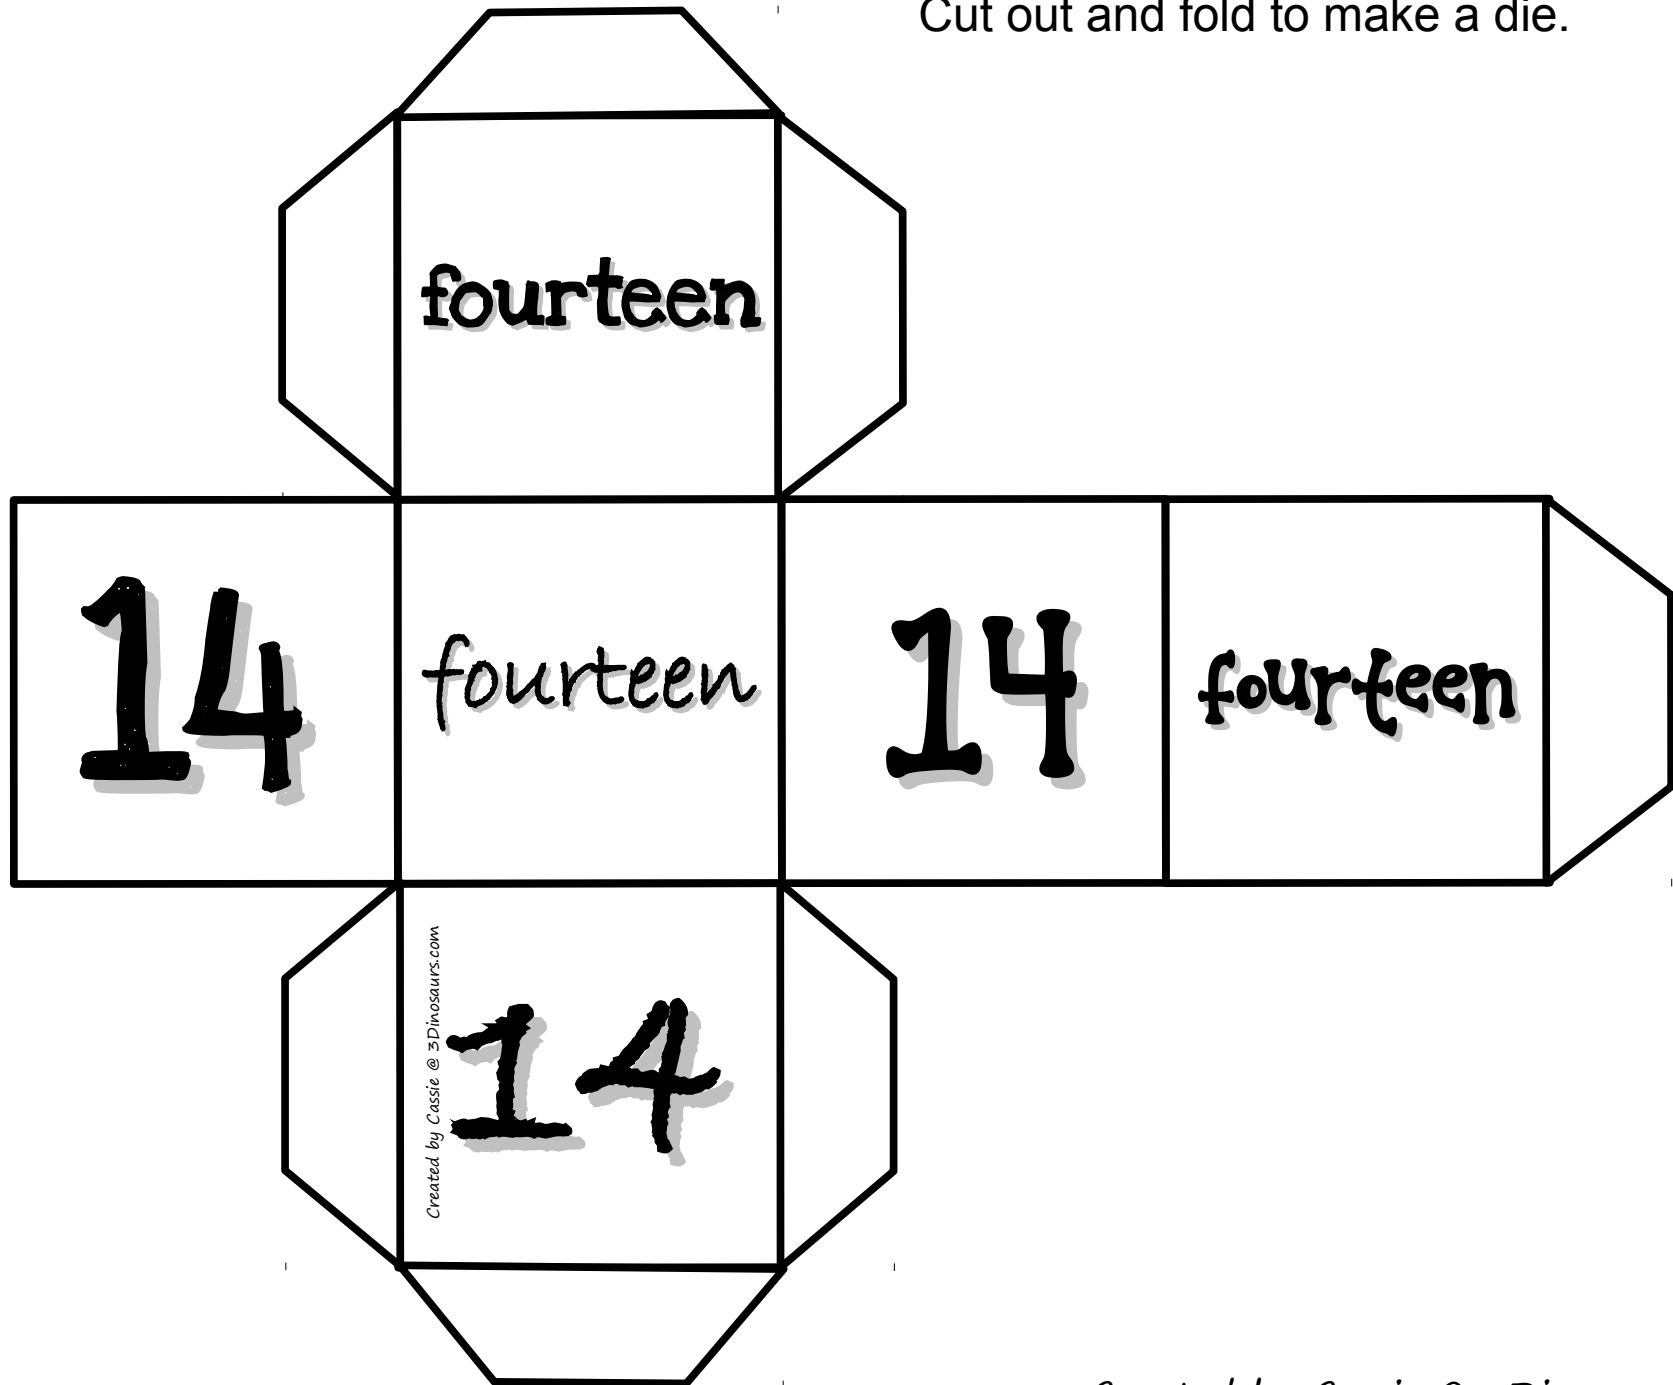 Cut out and fold to make a die.
fourteen
14
fourteen
14
fourteen
14
Created by Cassie @ 3Dinosaurs.com